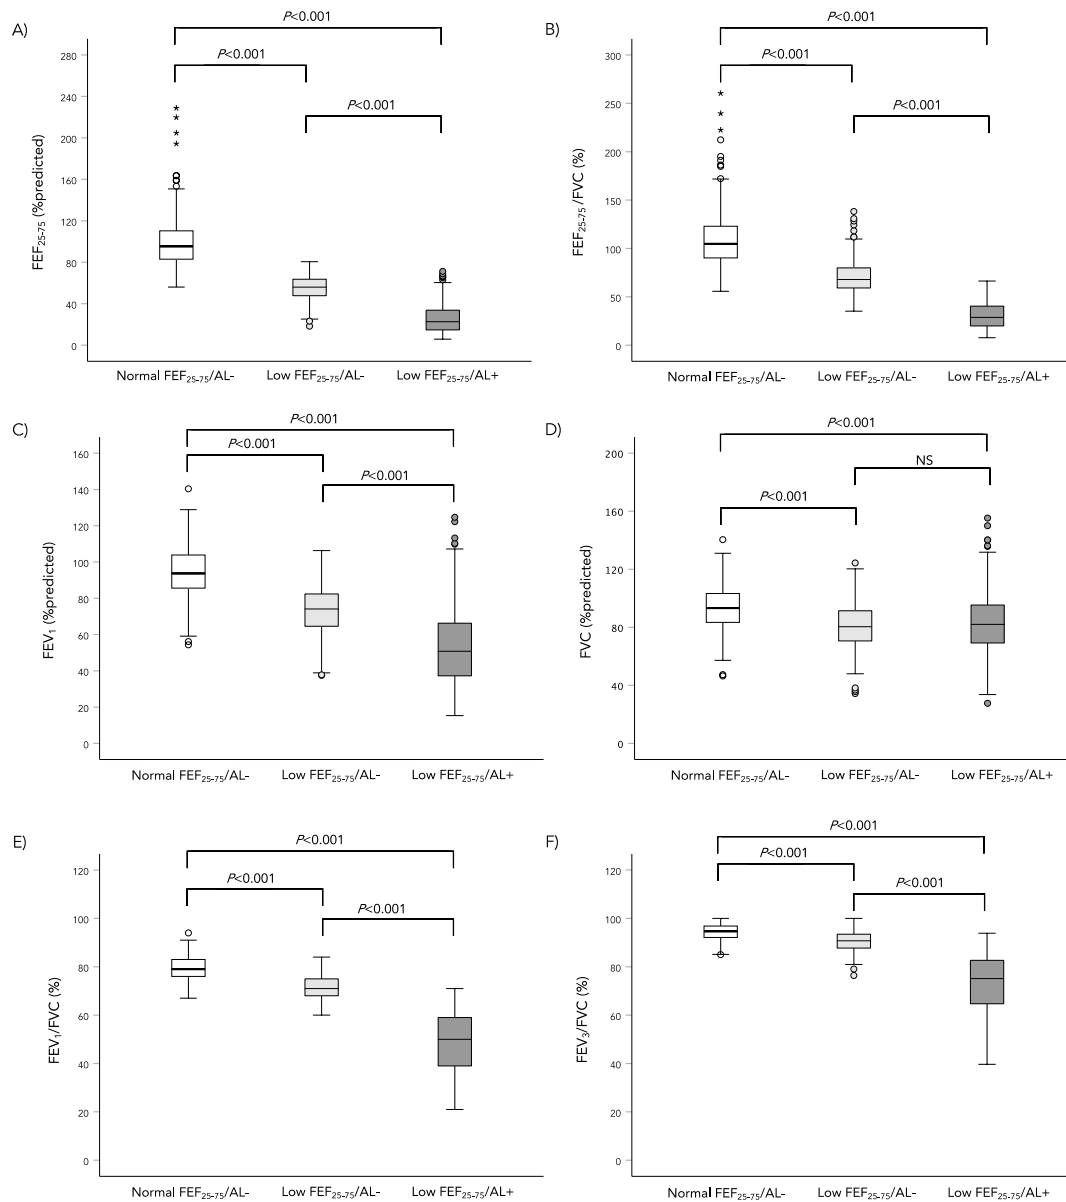 A)
P<0.001
P<0.001
P<0.001
280
240
200
160
120
80
40
0
FEF25-75 (%predicted)
Normal FEF25-75/AL-
Low FEF25-75/AL-
Low FEF25-75/AL+
B)
P<0.001
P<0.001
P<0.001
300
250
200
150
100
50
0
FEF25-75/FVC (%)
Normal FEF25-75/AL-
Low FEF25-75/AL-
Low FEF25-75/AL+
C)
P<0.001
P<0.001
P<0.001
160
140
120
100
80
60
40
20
0
FEV1 (%predicted)
Normal FEF25-75/AL-
Low FEF25-75/AL-
Low FEF25-75/AL+
D)
P<0.001
NS
P<0.001
200
160
120
80
40
0
FVC (%predicted)
Normal FEF25-75/AL-
Low FEF25-75/AL-
Low FEF25-75/AL+
E)
P<0.001
P<0.001
P<0.001
120
100
80
60
40
20
0
FEV1/FVC (%)
Normal FEF25-75/AL-
Low FEF25-75/AL-
Low FEF25-75/AL+
F)
P<0.001
P<0.001
P<0.001
120
100
80
60
40
20
0
FEV3/FVC (%)
Normal FEF25-75/AL-
Low FEF25-75/AL-
Low FEF25-75/AL+